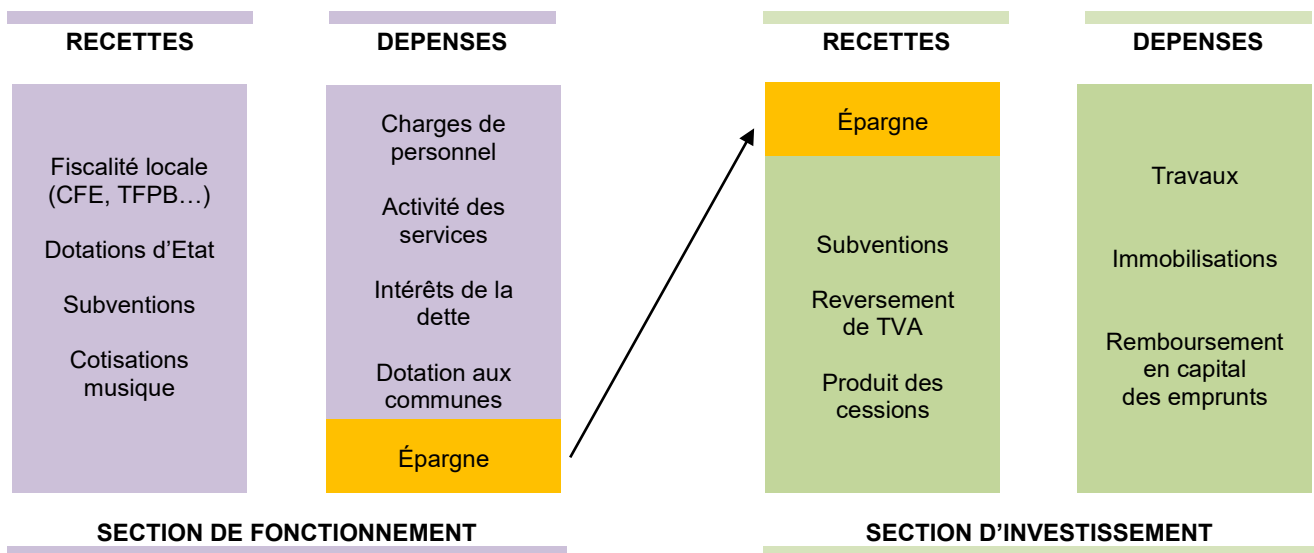 RECETTES
Fiscalité locale
(CFE, TFPB…)
Dotations d'Etat
Subventions
Cotisations
musique
DEPENSES
Charges de
personnel
Activité des
services
Intérêts de la
dette
Dotation aux
communes
Épargne
SECTION DE FONCTIONNEMENT
RECETTES
Épargne
Subventions
Reversement
de TVA
Produit des
cessions
DEPENSES
Travaux
Immobilisations
Remboursement
en capital
des emprunts
SECTION D'INVESTISSEMENT